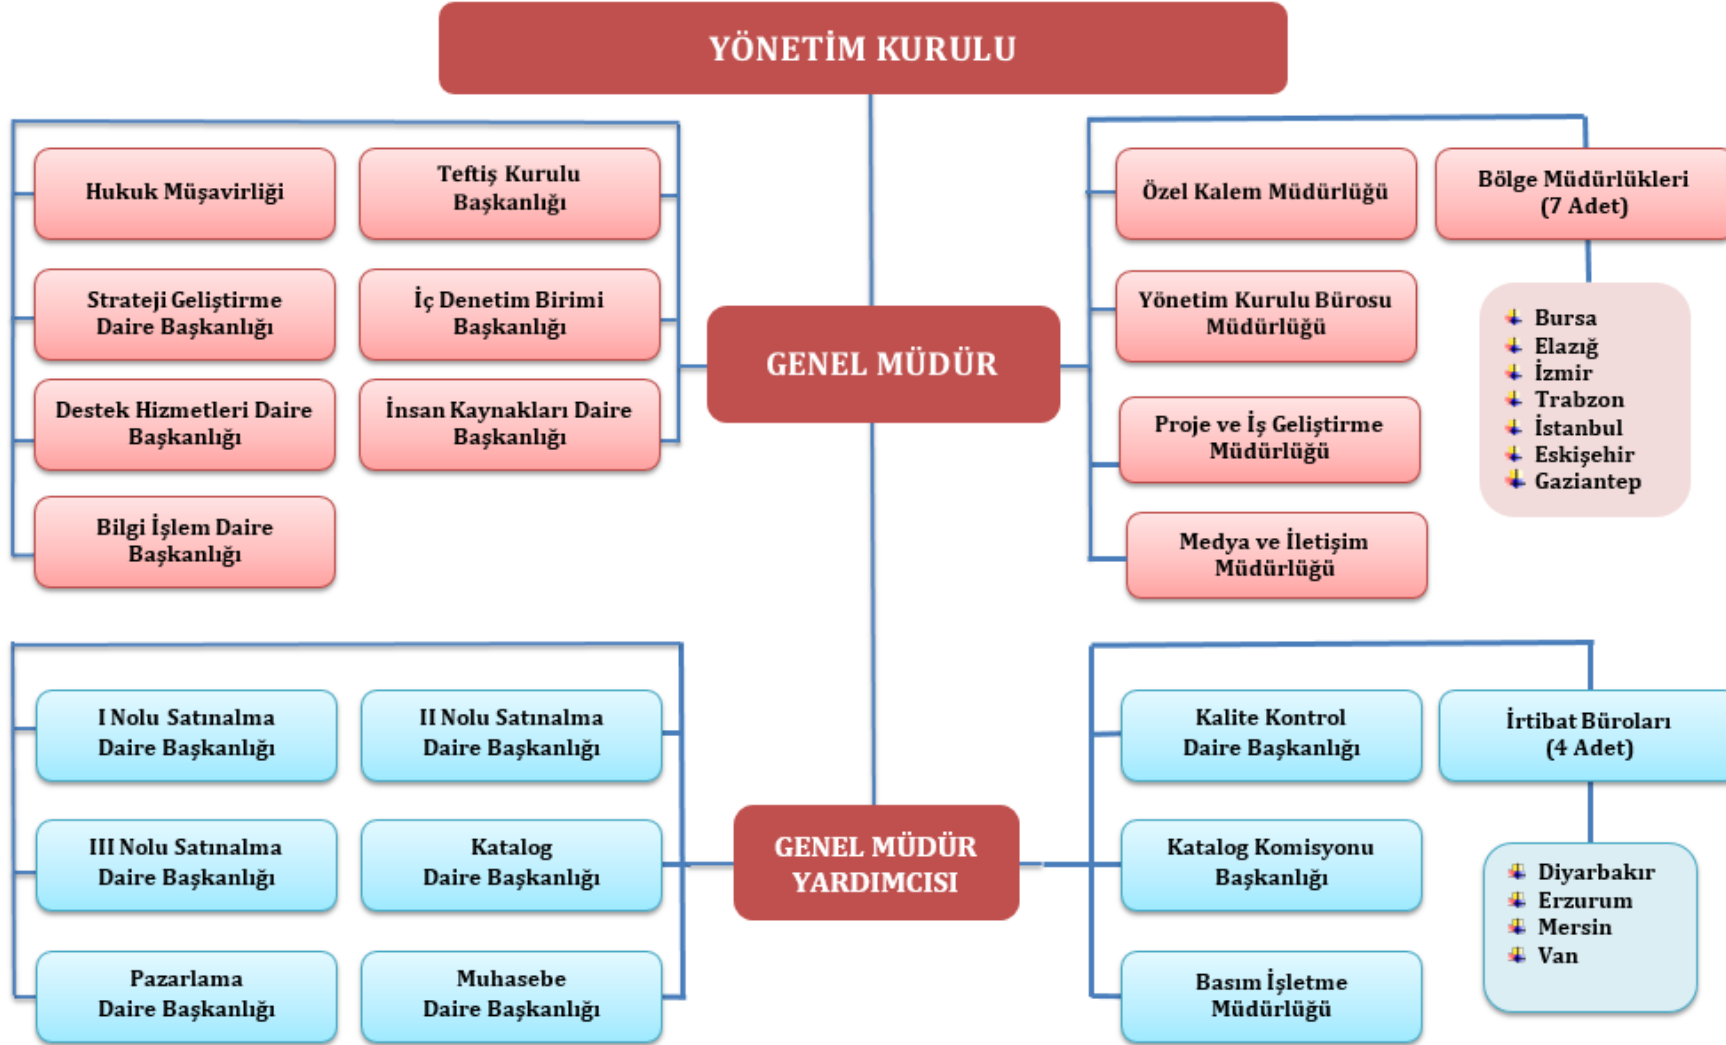 YÖNETİM KURULU
Hukuk Müşavirliği
Teftiş Kurulu
Başkanlığı
Strateji Geliştirme
Daire Başkanlığı
İç Denetim Birimi
Başkanlığı
Destek Hizmetleri Daire
Başkanlığı
İnsan Kaynakları Daire
Başkanlığı
Bilgi İşlem Daire
Başkanlığı
GENEL MÜDÜR
Özel Kalem Müdürlüğü
Bölge Müdürlükleri
(7 Adet)
Yönetim Kurulu Bürosu
Müdürlüğü
Proje ve İş Geliştirme
Müdürlüğü
Medya ve İletişim
Müdürlüğü
Bursa
Elazığ
İzmir
Trabzon
İstanbul
Eskişehir
Gaziantep
I Nolu Satınalma
Daire Başkanlığı
II Nolu Satınalma
Daire Başkanlığı
III Nolu Satınalma
Daire Başkanlığı
Katalog
Daire Başkanlığı
Pazarlama
Daire Başkanlığı
Muhasebe
Daire Başkanlığı
GENEL MÜDÜR
YARDIMCISI
Kalite Kontrol
Daire Başkanlığı
İrtibat Büroları
(4 Adet)
Katalog Komisyonu
Başkanlığı
Basım İşletme
Müdürlüğü
Diyarbakır
Erzurum
Mersin
Van